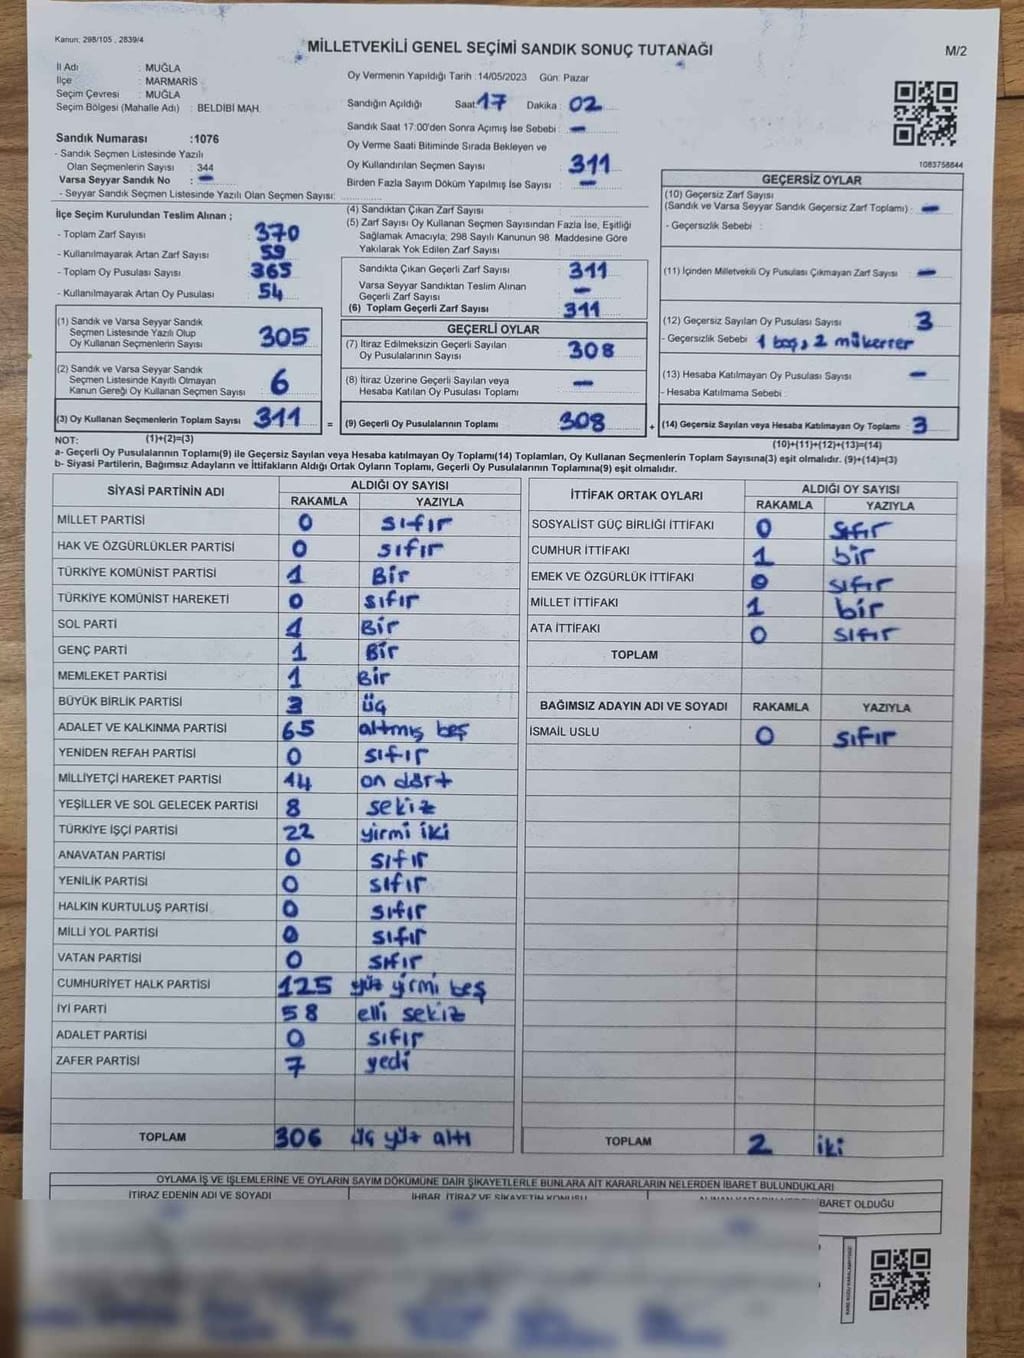 Kanun; 298/105 , 2839/4
MİLLETVEKİLİ GENEL SEÇİMİ SANDIK SONUÇ TUTANAĞI
M/2
İl Adı : MUĞLA
İlçe : MARMARİS
Seçim Çevresi : MUĞLA
Seçim Bölgesi (Mahalle Adı) : BELDİBİ MAH.
Sandık Numarası :1076
- Sandık Seçmen Listesinde Yazılı
Olan Seçmenlerin Sayısı : 344
Varsa Seyyar Sandık No : -
- Seyyar Sandık Seçmen Listesinde Yazılı Olan Seçmen Sayısı:
Oy Vermenin Yapıldığı Tarih :14/05/2023 Gün: Pazar
Sandığın Açıldığı Saat: 17 Dakika : 02
Sandık Saat 17:00'den Sonra Açımış İse Sebebi : -
Oy Verme Saati Bitiminde Sırada Bekleyen ve
Oy Kullandırılan Seçmen Sayısı : 311
Birden Fazla Sayım Döküm Yapılmış İse Sayısı : -
1083758844
İlçe Seçim Kurulundan Teslim Alınan ;
- Toplam Zarf Sayısı : 370
- Kullanılmayarak Artan Zarf Sayısı : 59
- Toplam Oy Pusulası Sayısı : 365
- Kullanılmayarak Artan Oy Pusulası : 54
(1) Sandık ve Varsa Seyyar Sandık
Seçmen Listesinde Yazılı Olup
Oy Kullanan Seçmenlerin Sayısı : 305
(2) Sandık ve Varsa Seyyar Sandık
Seçmen Listesinde Kayıtlı Olmayan
Kanun Gereği Oy Kullanan Seçmen Sayısı : 6
(3) Oy Kullanan Seçmenlerin Toplam Sayısı : 311 =
(1)+(2)=(3)
(4) Sandıktan Çıkan Zarf Sayısı :
(5) Zarf Sayısı Oy Kullanan Seçmen Sayısından Fazla İse, Eşitliği
Sağlamak Amacıyla; 298 Sayılı Kanunun 98 Maddesine Göre
Yakılarak Yok Edilen Zarf Sayısı :
Sandıkta Çıkan Geçerli Zarf Sayısı : 311
Varsa Seyyar Sandıktan Teslim Alınan
Geçerli Zarf Sayısı : -
(6) Toplam Geçerli Zarf Sayısı : 311
GEÇERLİ OYLAR
(7) İtiraz Edilmeksizin Geçerli Sayılan
Oy Pusulalarının Sayısı : 308
(8) İtiraz Üzerine Geçerli Sayılan veya
Hesaba Katılan Oy Pusulaları Toplamı : -
(9) Geçerli Oy Pusulalarının Toplamı : 308 +
GEÇERSİZ OYLAR
(10) Geçersiz Zarf Sayısı
(Sandık ve Varsa Seyyar Sandık Geçersiz Zarf Toplamı) : -
- Geçersizlik Sebebi :
(11) İçinden Milletvekili Oy Pusulası Çıkmayan Zarf Sayısı : -
(12) Geçersiz Sayılan Oy Pusulası Sayısı : 3
- Geçersizlik Sebebi : 1 boş, 2 mükerrer
(13) Hesaba Katılmayan Oy Pusulası Sayısı : -
- Hesaba Katılmama Sebebi :
(14) Geçersiz Sayılan veya Hesaba Katılmayan Oy Toplamı : 3
(10)+(11)+(12)+(13)=(14)
NOT:
a- Geçerli Oy Pusulasının Toplamı(9) ile Geçersiz Sayılan veya Hesaba katılmayan Oy Toplamı(14) Toplamları, Oy Kullanan Seçmenlerin Toplam Sayısına(3) eşit olmalıdır. (9)+(14)=(3)
b- Siyasi Partilerin, Bağımsız Adayların ve İttifakların Aldığı Ortak Oyların Toplamı, Geçerli Oy Pusulalarının Toplamına(9) eşit olmalıdır.
SİYASİ PARTİNİN ADI ALDIĞI OY SAYISI
RAKAMLA YAZIYLA
MİLLET PARTİSİ 0 sıfır
HAK VE ÖZGÜRLÜKLER PARTİSİ 0 sıfır
TÜRKİYE KOMÜNİST PARTİSİ 1 Bir
TÜRKİYE KOMÜNIST HAREKETİ 0 sıfır
SOL PARTİ 1 Bir
GENÇ PARTİ 1 Bir
MEMLEKET PARTİSİ 1 Bir
BÜYÜK BİRLİK PARTİSİ 3 üç
ADALET VE KALKINMA PARTİSİ 65 altmış beş
YENİDEN REFAH PARTİSİ 0 sıfır
MİLLİYETÇİ HAREKET PARTİSİ 14 on dört
YEŞİLLER VE SOL GELECEK PARTİSİ 8 sekiz
TÜRKİYE İŞÇİ PARTİSİ 22 yirmi iki
ANAVATAN PARTİSİ 0 sıfır
YENİLİK PARTİSİ 0 sıfır
HALKIN KURTULUŞ PARTİSİ 0 sıfır
MİLLİ YOL PARTİSİ 0 sıfır
VATAN PARTİSİ 0 sıfır
CUMHURİYET HALK PARTİSİ 125 yüz yirmi beş
İYİ PARTİ 58 elli sekiz
ADALET PARTİSİ 0 sıfır
ZAFER PARTİSİ 7 yedi
TOPLAM 306 üç yüz altı
İTTİFAK ORTAK OYLARI ALDIĞI OY SAYISI
RAKAMLA YAZIYLA
SOSYALİST GÜÇ BİRLİĞİ İTTİFAKI 0 sıfır
CUMHUR İTTİFAKI 1 bir
EMEK VE ÖZGÜRLÜK İTTİFAKI 0 sıfır
MİLLET İTTİFAKI 1 bir
ATA İTTİFAKI 0 sıfır
TOPLAM
BAĞIMSIZ ADAYIN ADI VE SOYADI RAKAMLA YAZIYLA
İSMAİL USLU 0 sıfır
TOPLAM 2 iki
OYLAMA İŞ VE İŞLEMLERİNE VE OYLARIN SAYIM DÖKÜMÜNE DAİR ŞİKAYETLERLE BUNLARA AİT KARARLARIN NELERDEN İBARET BULUNDUKLARI
İTİRAZ EDENİN ADI VE SOYADI İHBAR, İTİRAZ VE ŞİKAYETİN KONUSU
İBARET OLDUĞU